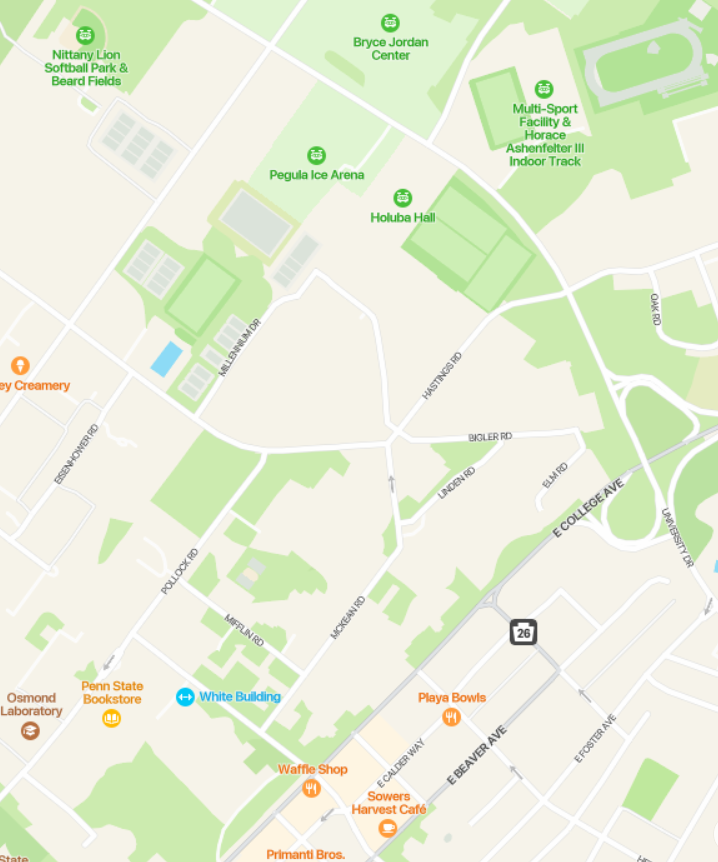 Nittany Lion
Softball Park &
Beard Fields
Bryce Jordan
Center
Multi-Sport
Facility &
Horace
Ashenfelter III
Indoor Track
Pegula Ice Arena
Holuba Hall
OAK RD
MILLENNIUM DR
HASTINGS RD
ey Creamery
EISENHOWER RD
BIGLER RD
LINDEN RD
ELM RD
E COLLEGE AVE
UNIVERSITY DR
POLLOCK RD
MIFFLIN RD
MCKEAN RD
26
Osmond
Laboratory
Penn State
Bookstore
White Building
Playa Bowls
E FOSTER AVE
E CALDER WAY
E BEAVER AVE
Waffle Shop
Sowers
Harvest Café
Primanti Bros.
State